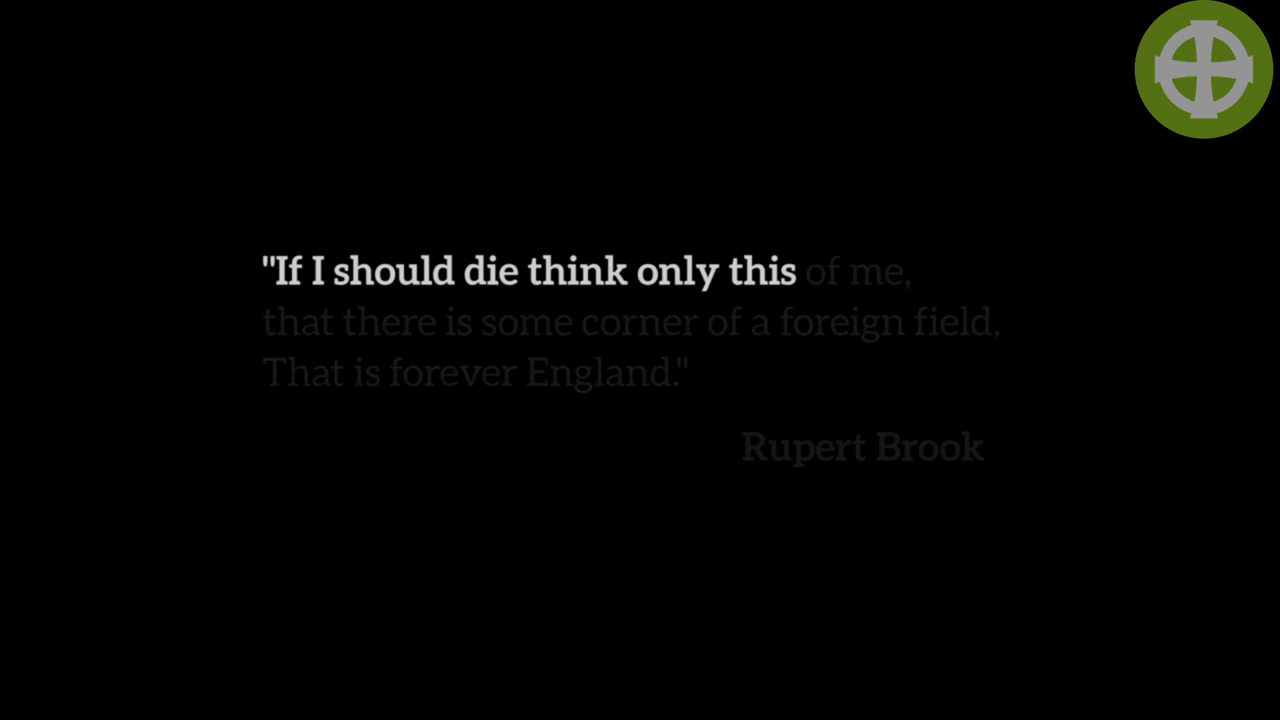 "If I should die think only this of me,
that there is some corner of a foreign field,
That is forever England."
Rupert Brook